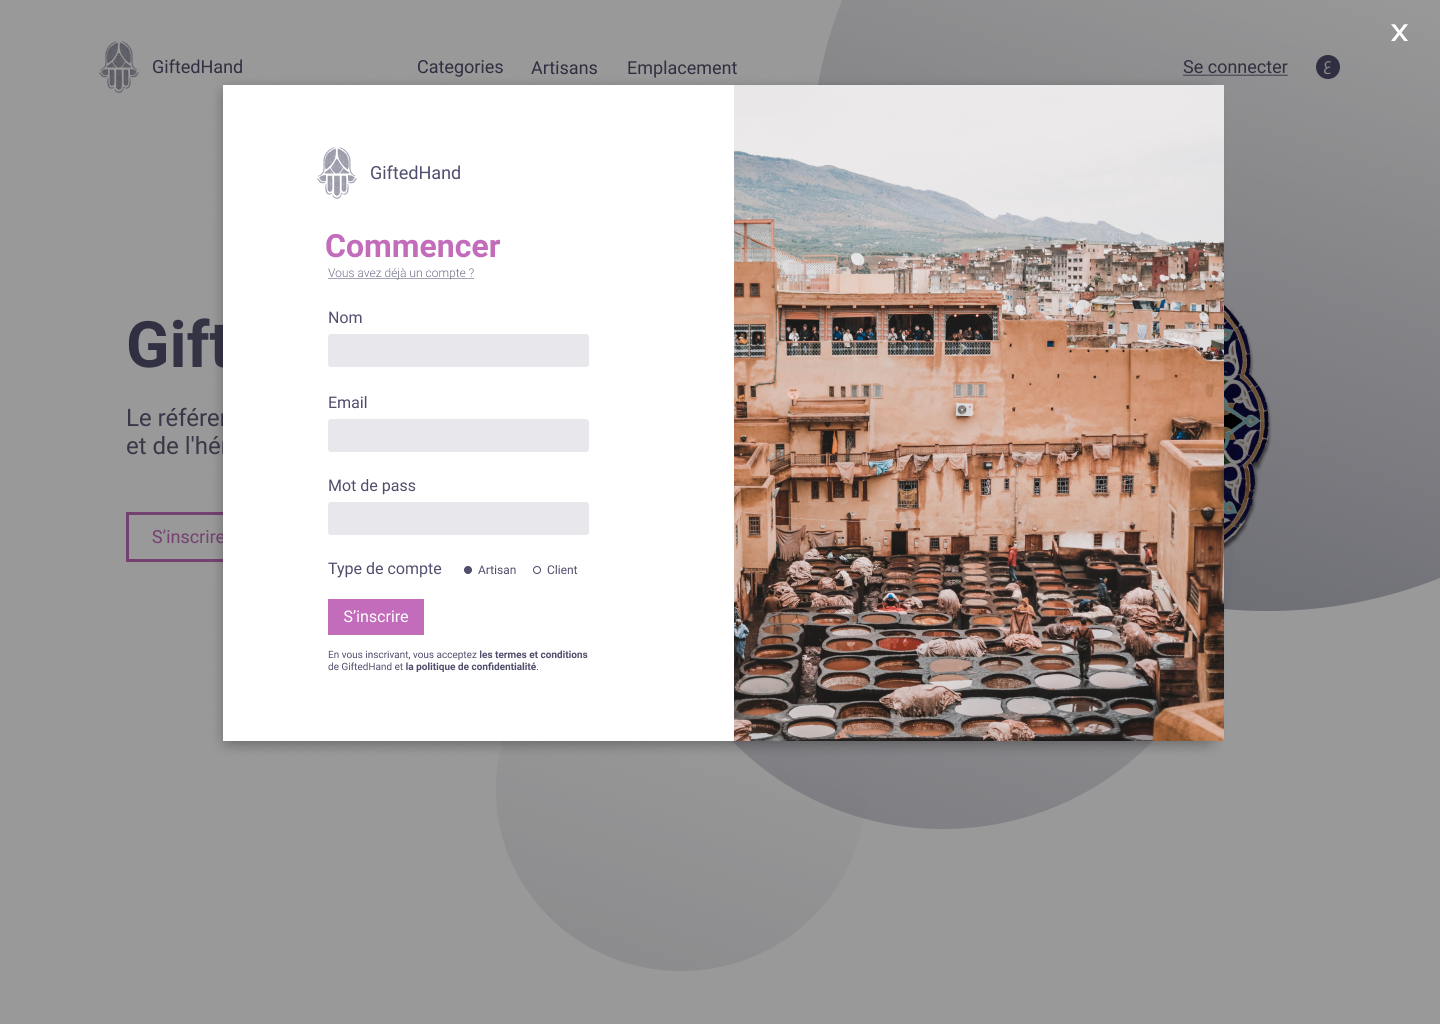 X
GiftedHand
Categories
Artisans
Emplacement
Se connecter
ع
GiftedHand
Commencer
Vous avez déjà un compte ?
Nom
Email
Mot de pass
Type de compte
Artisan
Client
S'inscrire
En vous inscrivant, vous acceptez les termes et conditions
de GiftedHand et la politique de confidentialité.
Gift
Le référen
et de l'hé
S'inscrire